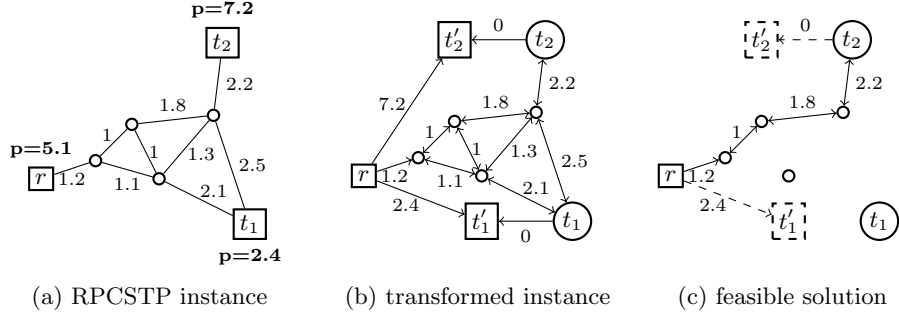 p=7.2
t₂
2.2
1.8
1
1
1.3
2.5
p=5.1
r
1.2
1.1
2.1
t₁
p=2.4
(a) RPCSTP instance
0
t′₂
t₂
7.2
2.2
1.8
1
1
1.3
2.5
r
1.2
1.1
2.1
2.4
t′₁
t₁
0
(b) transformed instance
0
t′₂
t₂
2.2
1.8
1
r
1.2
2.4
t′₁
t₁
(c) feasible solution